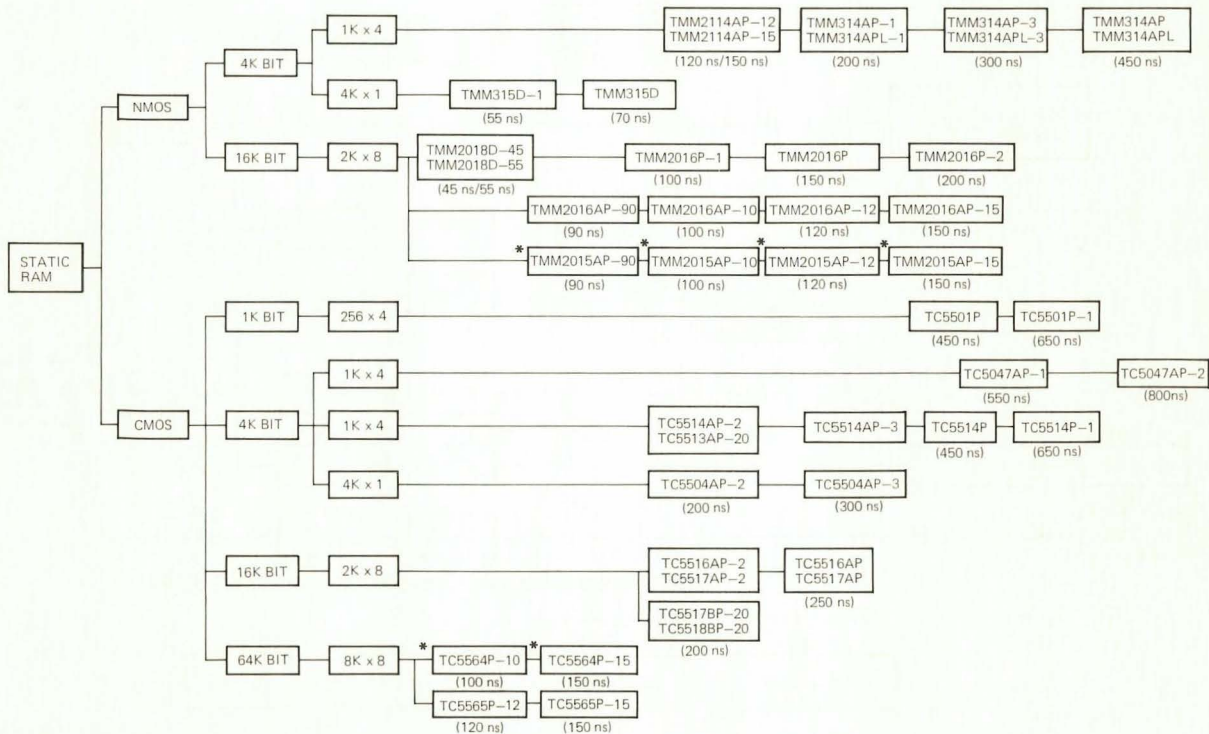 STATIC
RAM
NMOS
4K BIT
1K x 4
TMM2114AP-12
TMM2114AP-15
(120 ns/150 ns)
TMM314AP-1
TMM314APL-1
(200 ns)
TMM314AP-3
TMM314APL-3
(300 ns)
TMM314AP
TMM314APL
(450 ns)
4K x 1
TMM315D-1
(55 ns)
TMM315D
(70 ns)
16K BIT
2K x 8
TMM2018D-45
TMM2018D-55
(45 ns/55 ns)
TMM2016P-1
(100 ns)
TMM2016P
(150 ns)
TMM2016P-2
(200 ns)
TMM2016AP-90
(90 ns)
TMM2016AP-10
(100 ns)
TMM2016AP-12
(120 ns)
TMM2016AP-15
(150 ns)
* TMM2015AP-90
(90 ns)
* TMM2015AP-10
(100 ns)
* TMM2015AP-12
(120 ns)
* TMM2015AP-15
(150 ns)
CMOS
1K BIT
256 x 4
TC5501P
(450 ns)
TC5501P-1
(650 ns)
4K BIT
1K x 4
TC5047AP-1
(550 ns)
TC5047AP-2
(800ns)
1K x 4
TC5514AP-2
TC5513AP-20
TC5514AP-3
TC5514P
(450 ns)
TC5514P-1
(650 ns)
4K x 1
TC5504AP-2
(200 ns)
TC5504AP-3
(300 ns)
16K BIT
2K x 8
TC5516AP-2
TC5517AP-2
TC5516AP
TC5517AP
(250 ns)
TC5517BP-20
TC5518BP-20
(200 ns)
64K BIT
8K x 8
* TC5564P-10
(100 ns)
* TC5564P-15
(150 ns)
TC5565P-12
(120 ns)
TC5565P-15
(150 ns)